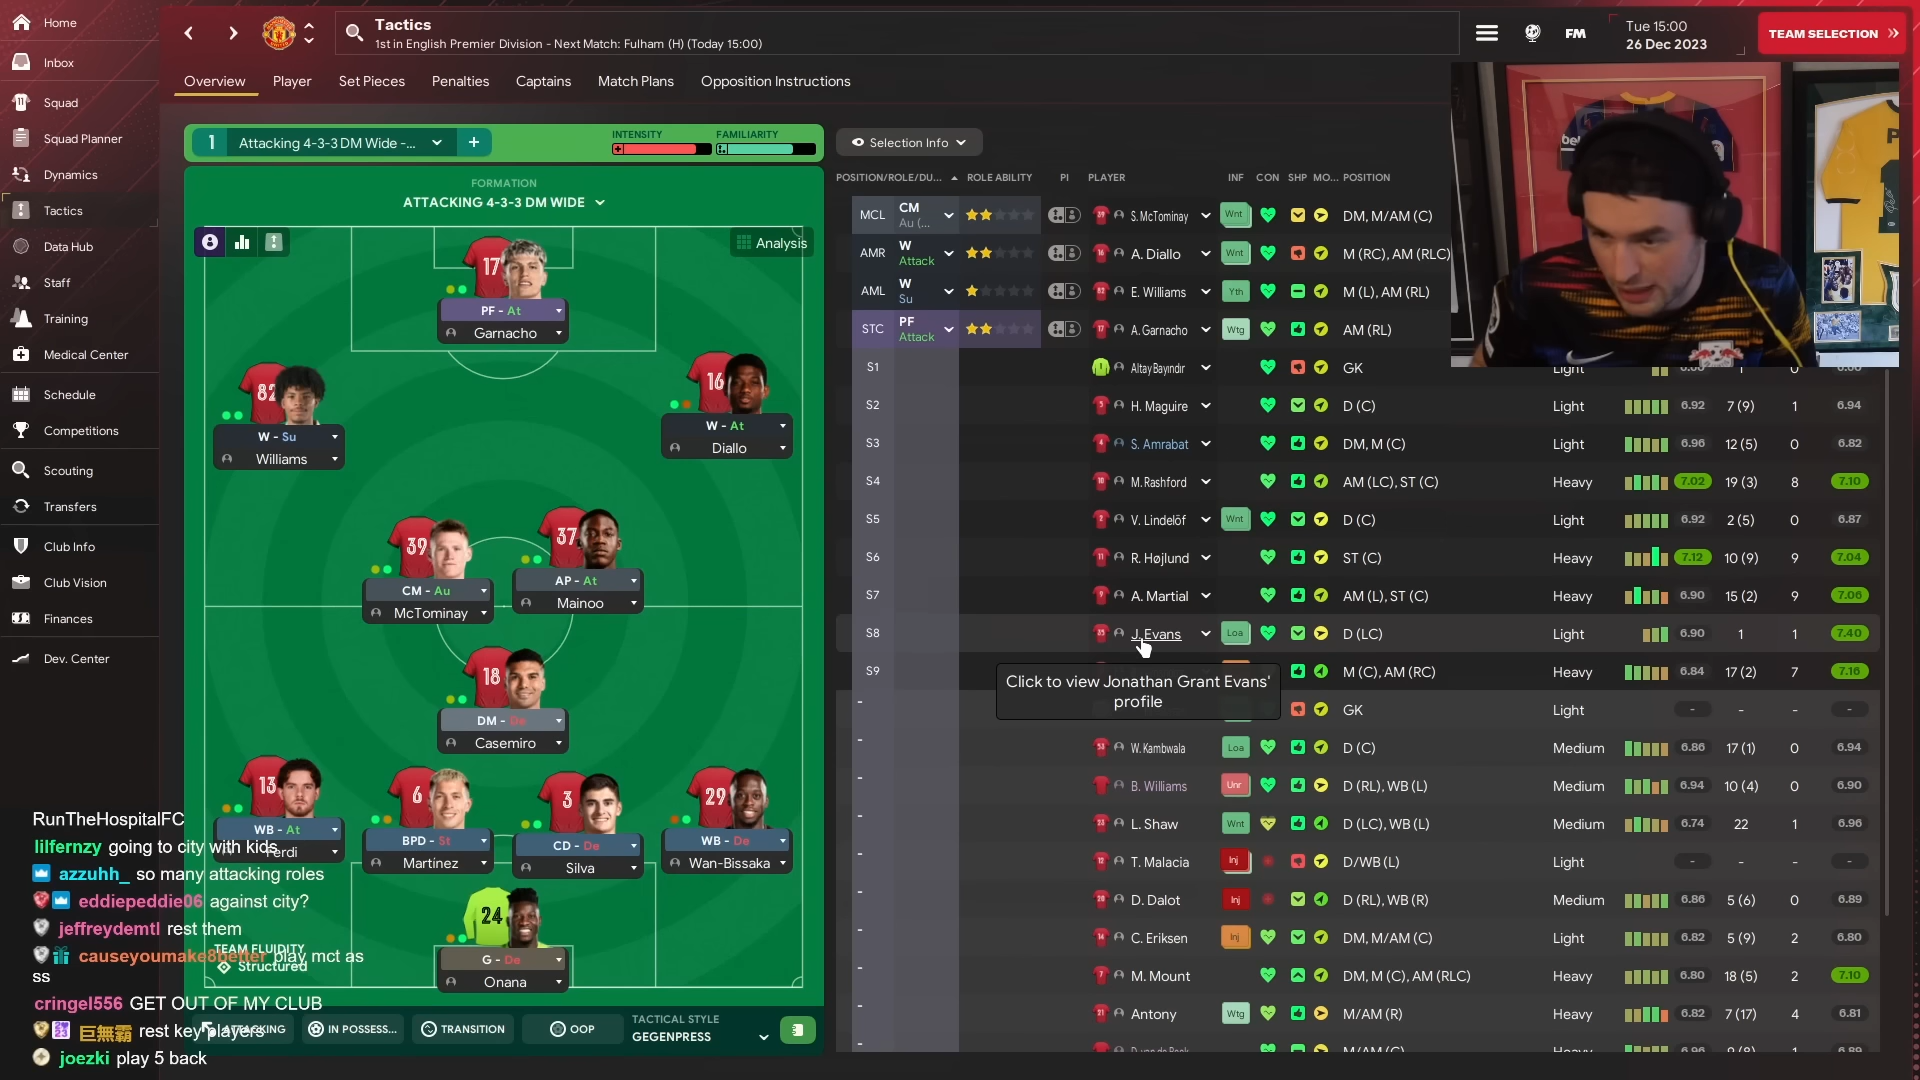 Home
Inbox
Squad
Squad Planner
Dynamics
Tactics
Data Hub
Staff
Training
Medical Center
Schedule
Competitions
Scouting
Transfers
Club Info
Club Vision
Finances
Dev. Center
Tactics
1st in English Premier Division - Next Match: Fulham (H) (Today 15:00)
FM
Tue 15:00
26 Dec 2023
TEAM SELECTION
Overview Player Set Pieces Penalties Captains Match Plans Opposition Instructions
1 Attacking 4-3-3 DM Wide -...
INTENSITY FAMILIARITY
FORMATION
ATTACKING 4-3-3 DM WIDE
Analysis
17
PF - At
Garnacho
82
W - Su
Williams
16
W - At
Diallo
39
CM - Au
McTominay
37
AP - At
Mainoo
18
DM - De
Casemiro
13
WB - At
Ferdi
6
BPD - St
Martínez
3
CD - De
Silva
29
WB - De
Wan-Bissaka
24
G - De
Onana
TEAM FLUIDITY
Structured
ATTACKING IN POSSESS... TRANSITION OOP
TACTICAL STYLE
GEGENPRESS
RunTheHospitalFC
lilfernzy going to city with kids
azzuhh_ so many attacking roles
eddiepeddie06 against city?
jeffreydemtl rest them
causeyoumake8better play mct as
ss
cringel556 GET OUT OF MY CLUB
巨無霸 rest key players
joezki play 5 back
Selection Info
POSITION/ROLE/DU... ROLE ABILITY PI PLAYER INF CON SHP MO... POSITION
MCL CM Au (... S. McTominay Wnt DM, M/AM (C)
AMR W Attack A. Diallo Wnt M (RC), AM (RLC)
AML W Su E. Williams Yth M (L), AM (RL)
STC PF Attack A. Garnacho Wtg AM (RL)
S1 Altay Bayındır GK Light
S2 H. Maguire D (C) Light 6.92 7 (9) 1 6.94
S3 S. Amrabat DM, M (C) Light 6.96 12 (5) 0 6.82
S4 M. Rashford AM (LC), ST (C) Heavy 7.02 19 (3) 8 7.10
S5 V. Lindelöf Wnt D (C) Light 6.92 2 (5) 0 6.87
S6 R. Højlund ST (C) Heavy 7.12 10 (9) 9 7.04
S7 A. Martial AM (L), ST (C) Heavy 6.90 15 (2) 9 7.06
S8 J. Evans Loa D (LC) Light 6.90 1 1 7.40
S9 M (C), AM (RC) Heavy 6.84 17 (2) 7 7.16
Click to view Jonathan Grant Evans'
profile
- GK Light - - - -
- W. Kambwala Loa D (C) Medium 6.86 17 (1) 0 6.94
- B. Williams Unr D (RL), WB (L) Medium 6.94 10 (4) 0 6.90
- L. Shaw Wnt D (LC), WB (L) Medium 6.74 22 1 6.96
- T. Malacia Inj D/WB (L) Light - - - -
- D. Dalot Inj D (RL), WB (R) Medium 6.86 5 (6) 0 6.89
- C. Eriksen Inj DM, M/AM (C) Light 6.82 5 (9) 2 6.80
- M. Mount DM, M (C), AM (RLC) Heavy 6.80 18 (5) 2 7.10
- Antony Wtg M/AM (R) Heavy 6.82 7 (17) 4 6.81